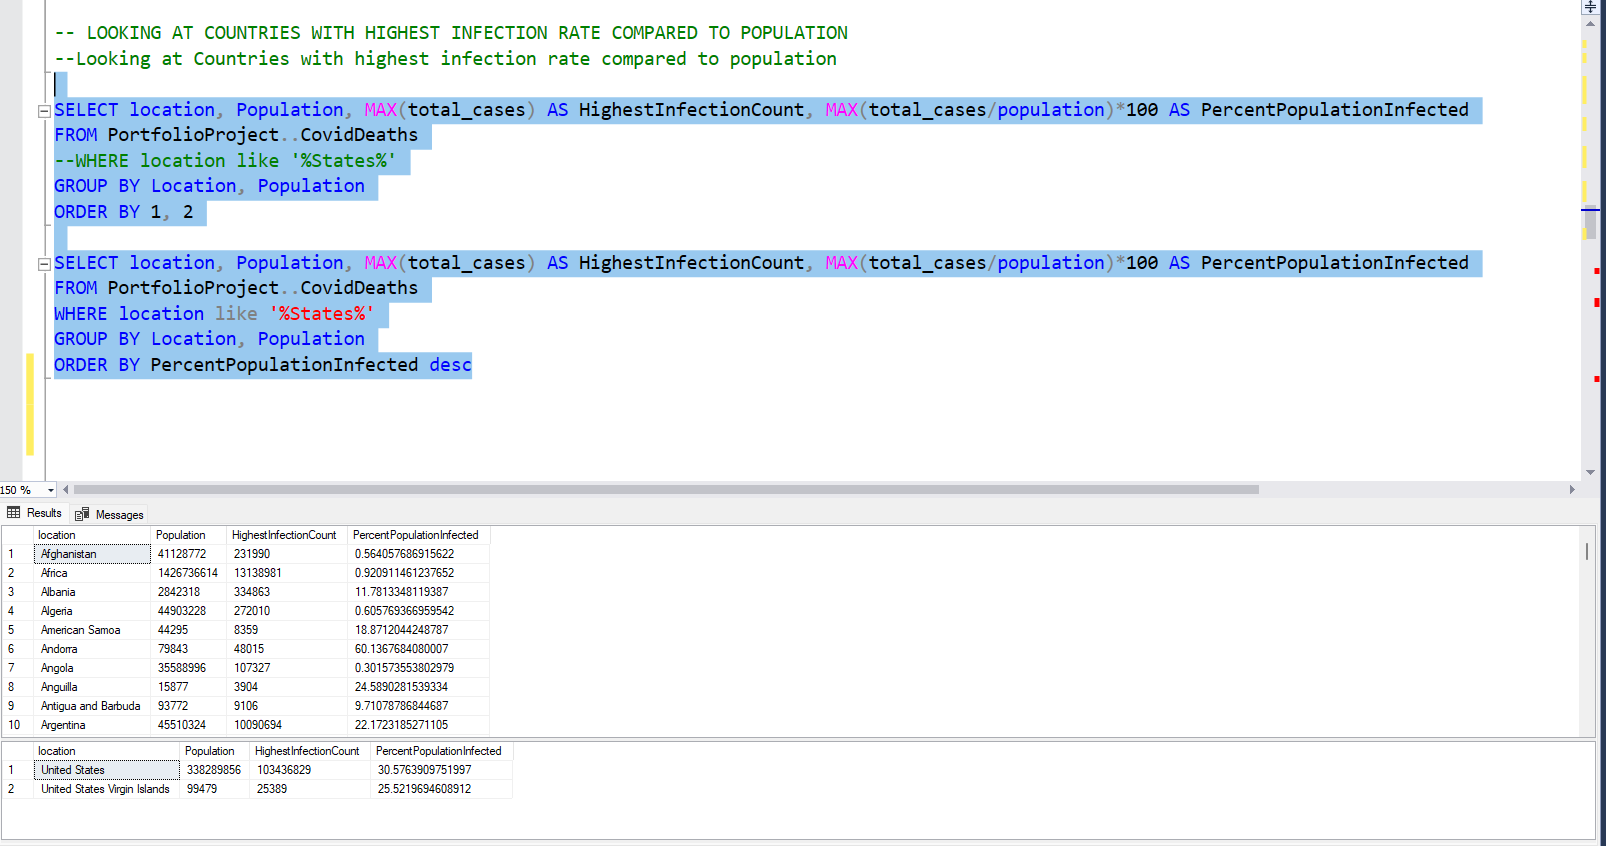 -- LOOKING AT COUNTRIES WITH HIGHEST INFECTION RATE COMPARED TO POPULATION
--Looking at Countries with highest infection rate compared to population
SELECT location, Population, MAX(total_cases) AS HighestInfectionCount, MAX(total_cases/population)*100 AS PercentPopulationInfected
FROM PortfolioProject..CovidDeaths
--WHERE location like '%States%'
GROUP BY Location, Population
ORDER BY 1, 2
SELECT location, Population, MAX(total_cases) AS HighestInfectionCount, MAX(total_cases/population)*100 AS PercentPopulationInfected
FROM PortfolioProject..CovidDeaths
WHERE location like '%States%'
GROUP BY Location, Population
ORDER BY PercentPopulationInfected desc
150 %
Results Messages
location Population HighestInfectionCount PercentPopulationInfected
1 Afghanistan 41128772 231990 0.564057686915622
2 Africa 1426736614 13138981 0.920911461237652
3 Albania 2842318 334863 11.7813348119387
4 Algeria 44903228 272010 0.605769366959542
5 American Samoa 44295 8359 18.8712044248787
6 Andorra 79843 48015 60.1367684080007
7 Angola 35588996 107327 0.301573553802979
8 Anguilla 15877 3904 24.5890281539334
9 Antigua and Barbuda 93772 9106 9.71078786844687
10 Argentina 45510324 10090694 22.1723185271105
location Population HighestInfectionCount PercentPopulationInfected
1 United States 338289856 103436829 30.5763909751997
2 United States Virgin Islands 99479 25389 25.5219694608912